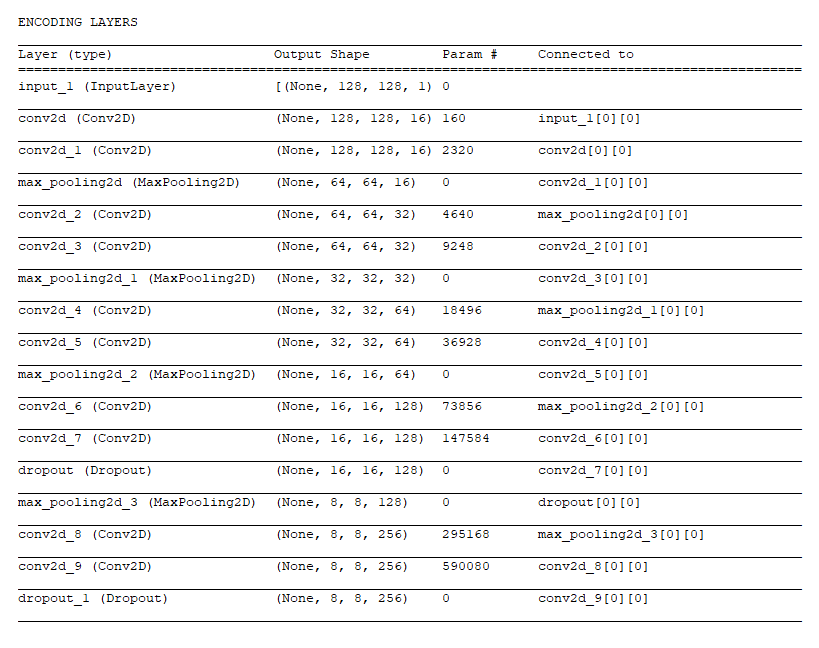 ENCODING LAYERS
Layer (type) Output Shape Param # Connected to
==================================================================================================
input_1 (InputLayer) [(None, 128, 128, 1) 0
conv2d (Conv2D) (None, 128, 128, 16) 160 input_1[0][0]
conv2d_1 (Conv2D) (None, 128, 128, 16) 2320 conv2d[0][0]
max_pooling2d (MaxPooling2D) (None, 64, 64, 16) 0 conv2d_1[0][0]
conv2d_2 (Conv2D) (None, 64, 64, 32) 4640 max_pooling2d[0][0]
conv2d_3 (Conv2D) (None, 64, 64, 32) 9248 conv2d_2[0][0]
max_pooling2d_1 (MaxPooling2D) (None, 32, 32, 32) 0 conv2d_3[0][0]
conv2d_4 (Conv2D) (None, 32, 32, 64) 18496 max_pooling2d_1[0][0]
conv2d_5 (Conv2D) (None, 32, 32, 64) 36928 conv2d_4[0][0]
max_pooling2d_2 (MaxPooling2D) (None, 16, 16, 64) 0 conv2d_5[0][0]
conv2d_6 (Conv2D) (None, 16, 16, 128) 73856 max_pooling2d_2[0][0]
conv2d_7 (Conv2D) (None, 16, 16, 128) 147584 conv2d_6[0][0]
dropout (Dropout) (None, 16, 16, 128) 0 conv2d_7[0][0]
max_pooling2d_3 (MaxPooling2D) (None, 8, 8, 128) 0 dropout[0][0]
conv2d_8 (Conv2D) (None, 8, 8, 256) 295168 max_pooling2d_3[0][0]
conv2d_9 (Conv2D) (None, 8, 8, 256) 590080 conv2d_8[0][0]
dropout_1 (Dropout) (None, 8, 8, 256) 0 conv2d_9[0][0]